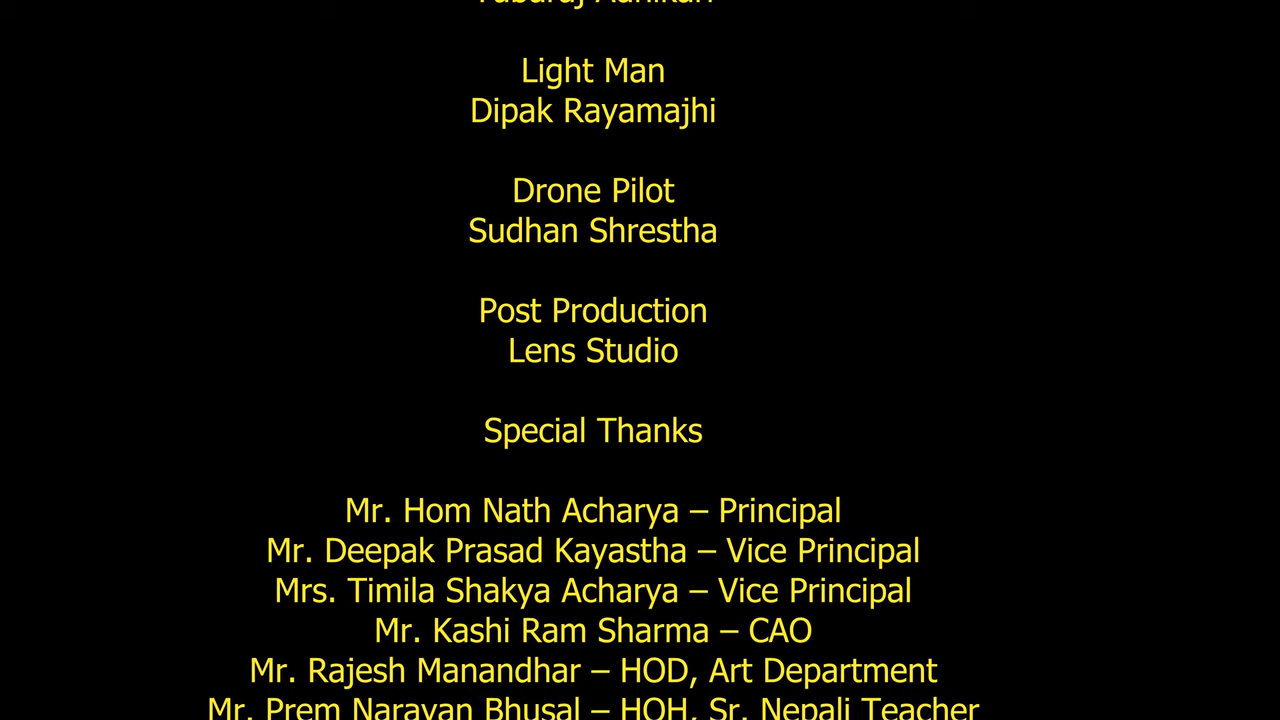 Light Man
Dipak Rayamajhi
Drone Pilot
Sudhan Shrestha
Post Production
Lens Studio
Special Thanks
Mr. Hom Nath Acharya – Principal
Mr. Deepak Prasad Kayastha – Vice Principal
Mrs. Timila Shakya Acharya – Vice Principal
Mr. Kashi Ram Sharma – CAO
Mr. Rajesh Manandhar – HOD, Art Department
Mr. Prem Narayan Bhusal – HOH, Sr. Nepali Teacher